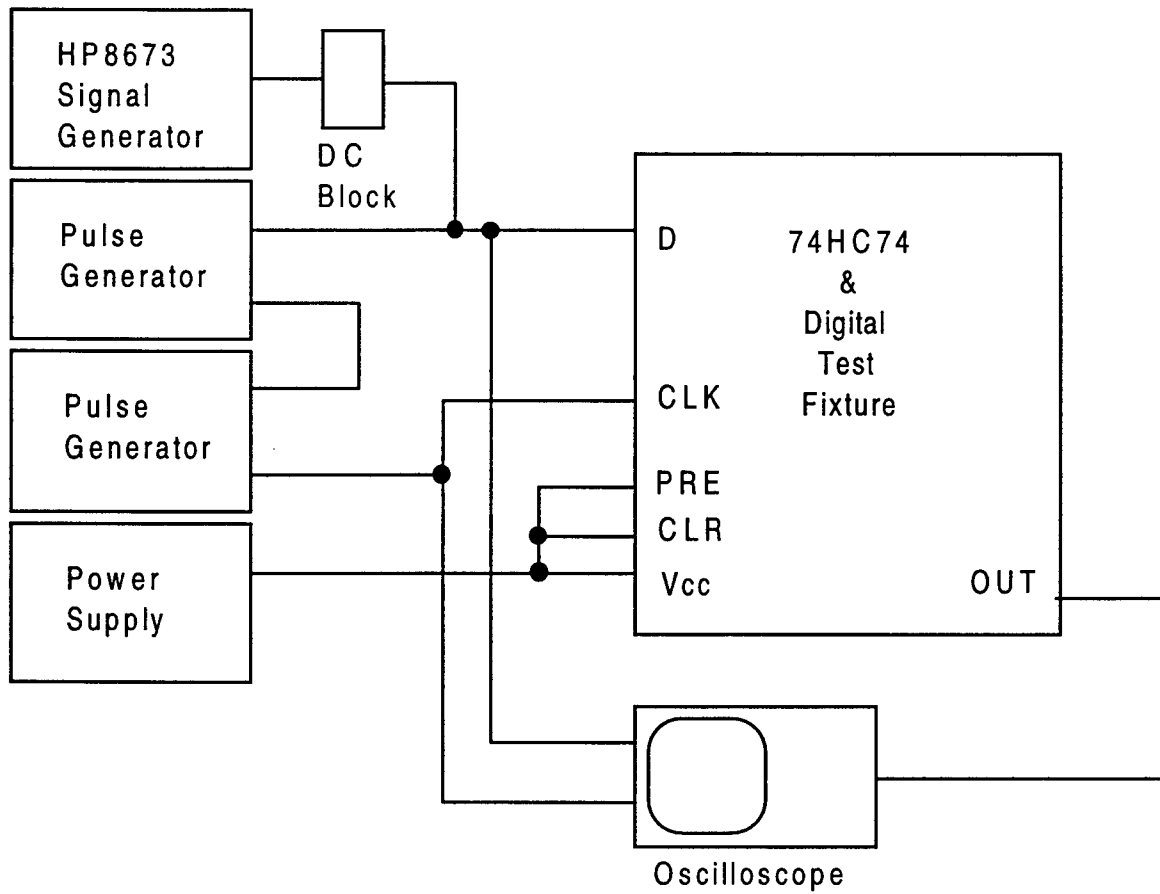 HP8673
Signal
Generator
DC
Block
Pulse
Generator
Pulse
Generator
Power
Supply
D
CLK
PRE
CLR
Vcc
74HC74
&
Digital
Test
Fixture
OUT
Oscilloscope